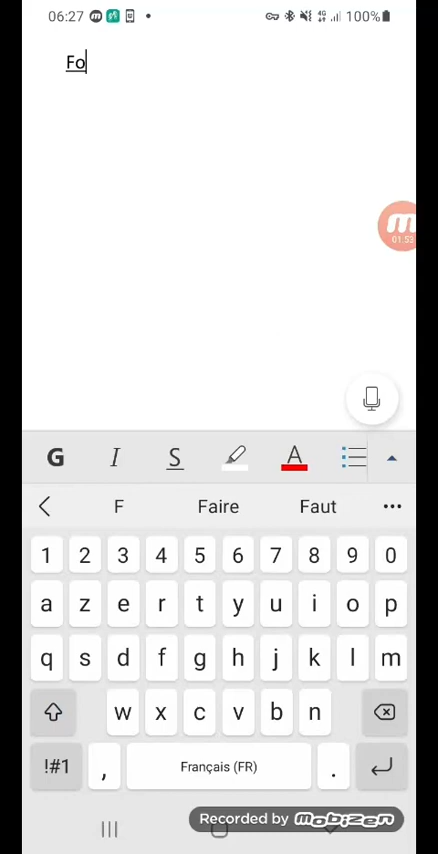 06:27 4G 100%
Fo
m
01:53
G I S A
F Faire Faut •••
1 2 3 4 5 6 7 8 9 0
a z e r t y u i o p
q s d f g h j k l m
w x c v b n
!#1 , Français (FR) .
Recorded by mobizen